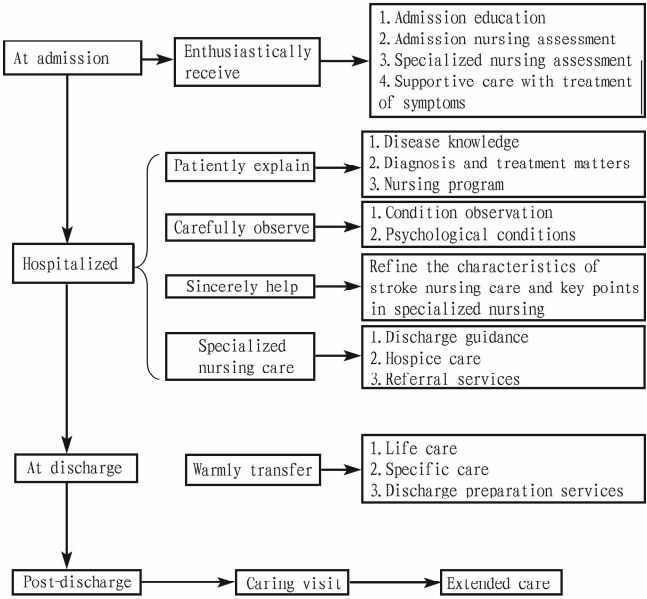 At admission
Enthusiastically
receive
1. Admission education
2. Admission nursing assessment
3. Specialized nursing assessment
4. Supportive care with treatment
of symptoms
Hospitalized
Patiently explain
1. Disease knowledge
2. Diagnosis and treatment matters
3. Nursing program
Carefully observe
1. Condition observation
2. Psychological conditions
Sincerely help
Refine the characteristics of
stroke nursing care and key points
in specialized nursing
Specialized
nursing care
1. Discharge guidance
2. Hospice care
3. Referral services
At discharge
Warmly transfer
1. Life care
2. Specific care
3. Discharge preparation services
Post-discharge
Caring visit
Extended care